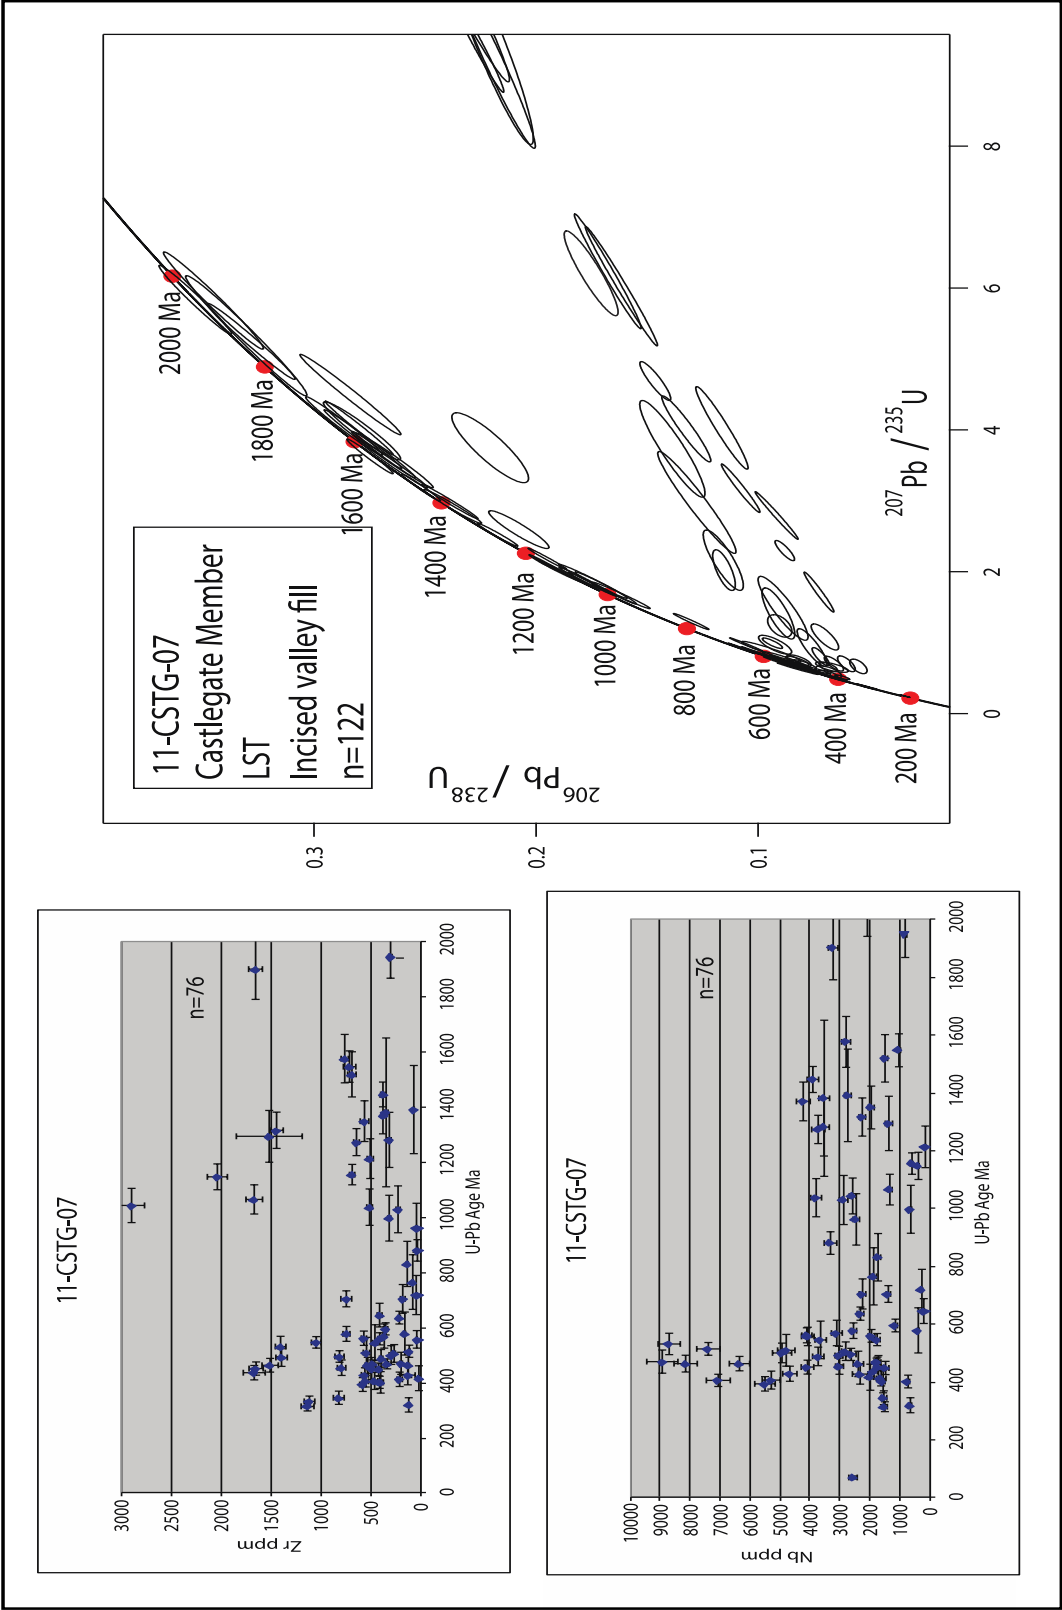 11-CSTG-07
n=76
3000
2500
2000
1500
1000
500
0
Zr ppm
0
200
400
600
800
1000
1200
1400
1600
1800
2000
U-Pb Age Ma
11-CSTG-07
n=76
10000
9000
8000
7000
6000
5000
4000
3000
2000
1000
0
Nb ppm
0
200
400
600
800
1000
1200
1400
1600
1800
2000
U-Pb Age Ma
11-CSTG-07
Castlegate Member
LST
Incised valley fill
n=122
2000 Ma
1800 Ma
1600 Ma
1400 Ma
1200 Ma
1000 Ma
800 Ma
600 Ma
400 Ma
200 Ma
0.3
0.2
0.1
206Pb / 238U
0
2
4
6
8
207Pb / 235U